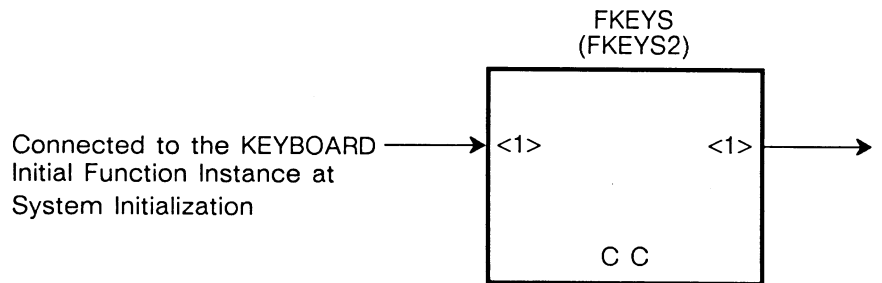 FKEYS
(FKEYS2)
Connected to the KEYBOARD
Initial Function Instance at
System Initialization
<1>
<1>
C C